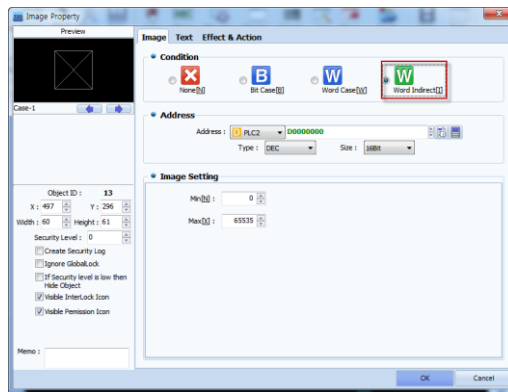 Image Property
Preview
Case-1
Object ID : 13
X : 497 Y : 296
Width : 60 Height : 61
Security Level : 0
Create Security Log
Ignore GlobalLock
If Security level is low then
Hide Object
Visible InterLock Icon
Visible Pemission Icon
Memo :
Image Text Effect & Action
Condition
None[N] Bit Case[B] Word Case[W] Word Indirect[I]
Address
Address : PLC2 D0000000
Type : DEC Size : 16Bit
Image Setting
Min[N] : 0
Max[X] : 65535
OK Cancel